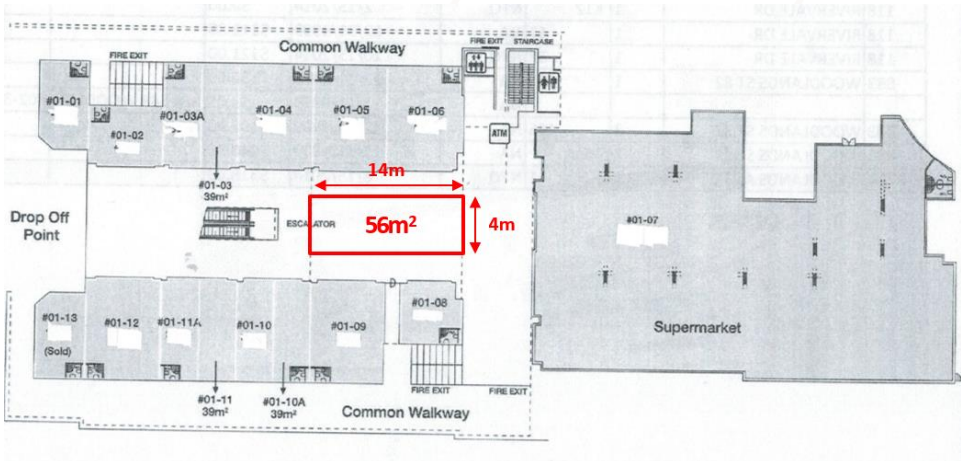 Common Walkway
FIRE EXIT
FIRE EXIT
STAIRCASE
#01-01
#01-02
#01-03A
#01-04
#01-05
#01-06
ATM
#01-03
39m²
14m
Drop Off
Point
ESCALATOR
56m²
4m
#01-07
#01-13
(Sold)
#01-12
#01-11A
#01-10
#01-09
#01-08
Supermarket
#01-11
39m²
#01-10A
39m²
FIRE EXIT
FIRE EXIT
Common Walkway